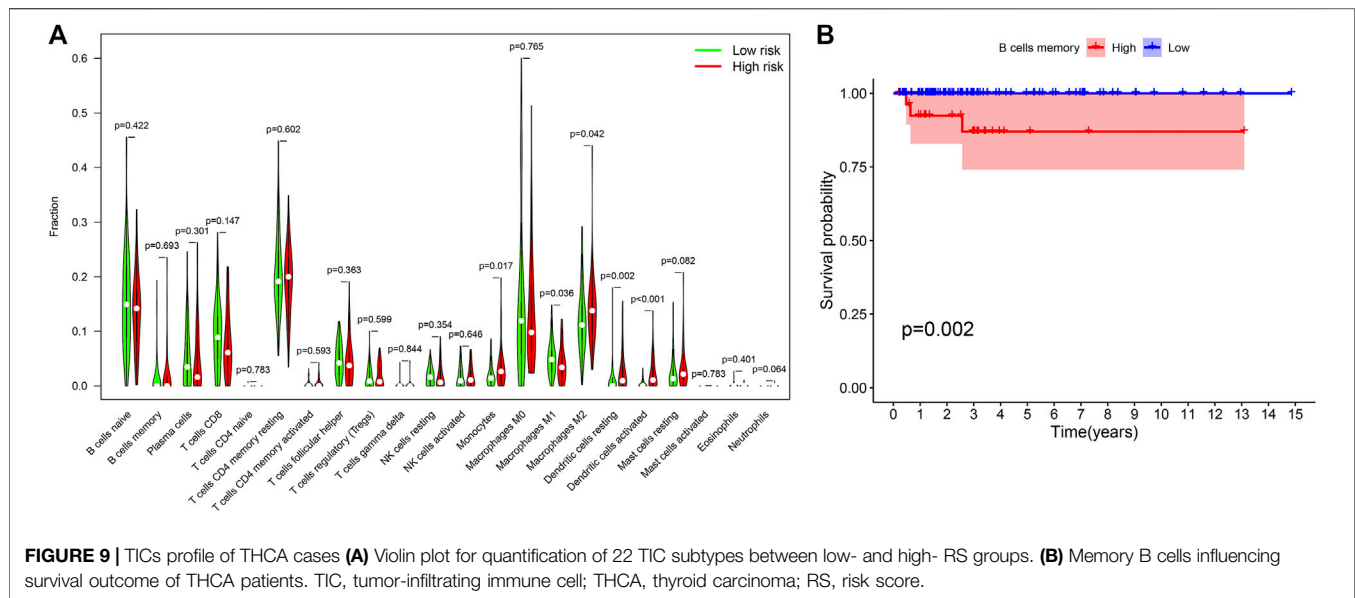 A
p=0.765
Low risk
High risk
0.6
0.5
0.4
0.3
0.2
0.1
0.0
Fraction
p=0.422
p=0.693
p=0.301
p=0.147
p=0.783
p=0.602
p=0.593
p=0.363
p=0.599
p=0.844
p=0.354
p=0.646
p=0.017
p=0.036
p=0.042
p=0.002
p<0.001
p=0.082
p=0.783
p=0.401
p=0.064
B cells naive
B cells memory
Plasma cells
T cells CD8
T cells CD4 naive
T cells CD4 memory resting
T cells CD4 memory activated
T cells follicular helper
T cells regulatory (Tregs)
T cells gamma delta
NK cells resting
NK cells activated
Monocytes
Macrophages M0
Macrophages M1
Macrophages M2
Dendritic cells resting
Dendritic cells activated
Mast cells resting
Mast cells activated
Eosinophils
Neutrophils
B
B cells memory High Low
1.00
0.75
0.50
0.25
0.00
Survival probability
p=0.002
0 1 2 3 4 5 6 7 8 9 10 11 12 13 14 15
Time(years)
FIGURE 9 | TICs profile of THCA cases (A) Violin plot for quantification of 22 TIC subtypes between low- and high- RS groups. (B) Memory B cells influencing
survival outcome of THCA patients. TIC, tumor-infiltrating immune cell; THCA, thyroid carcinoma; RS, risk score.